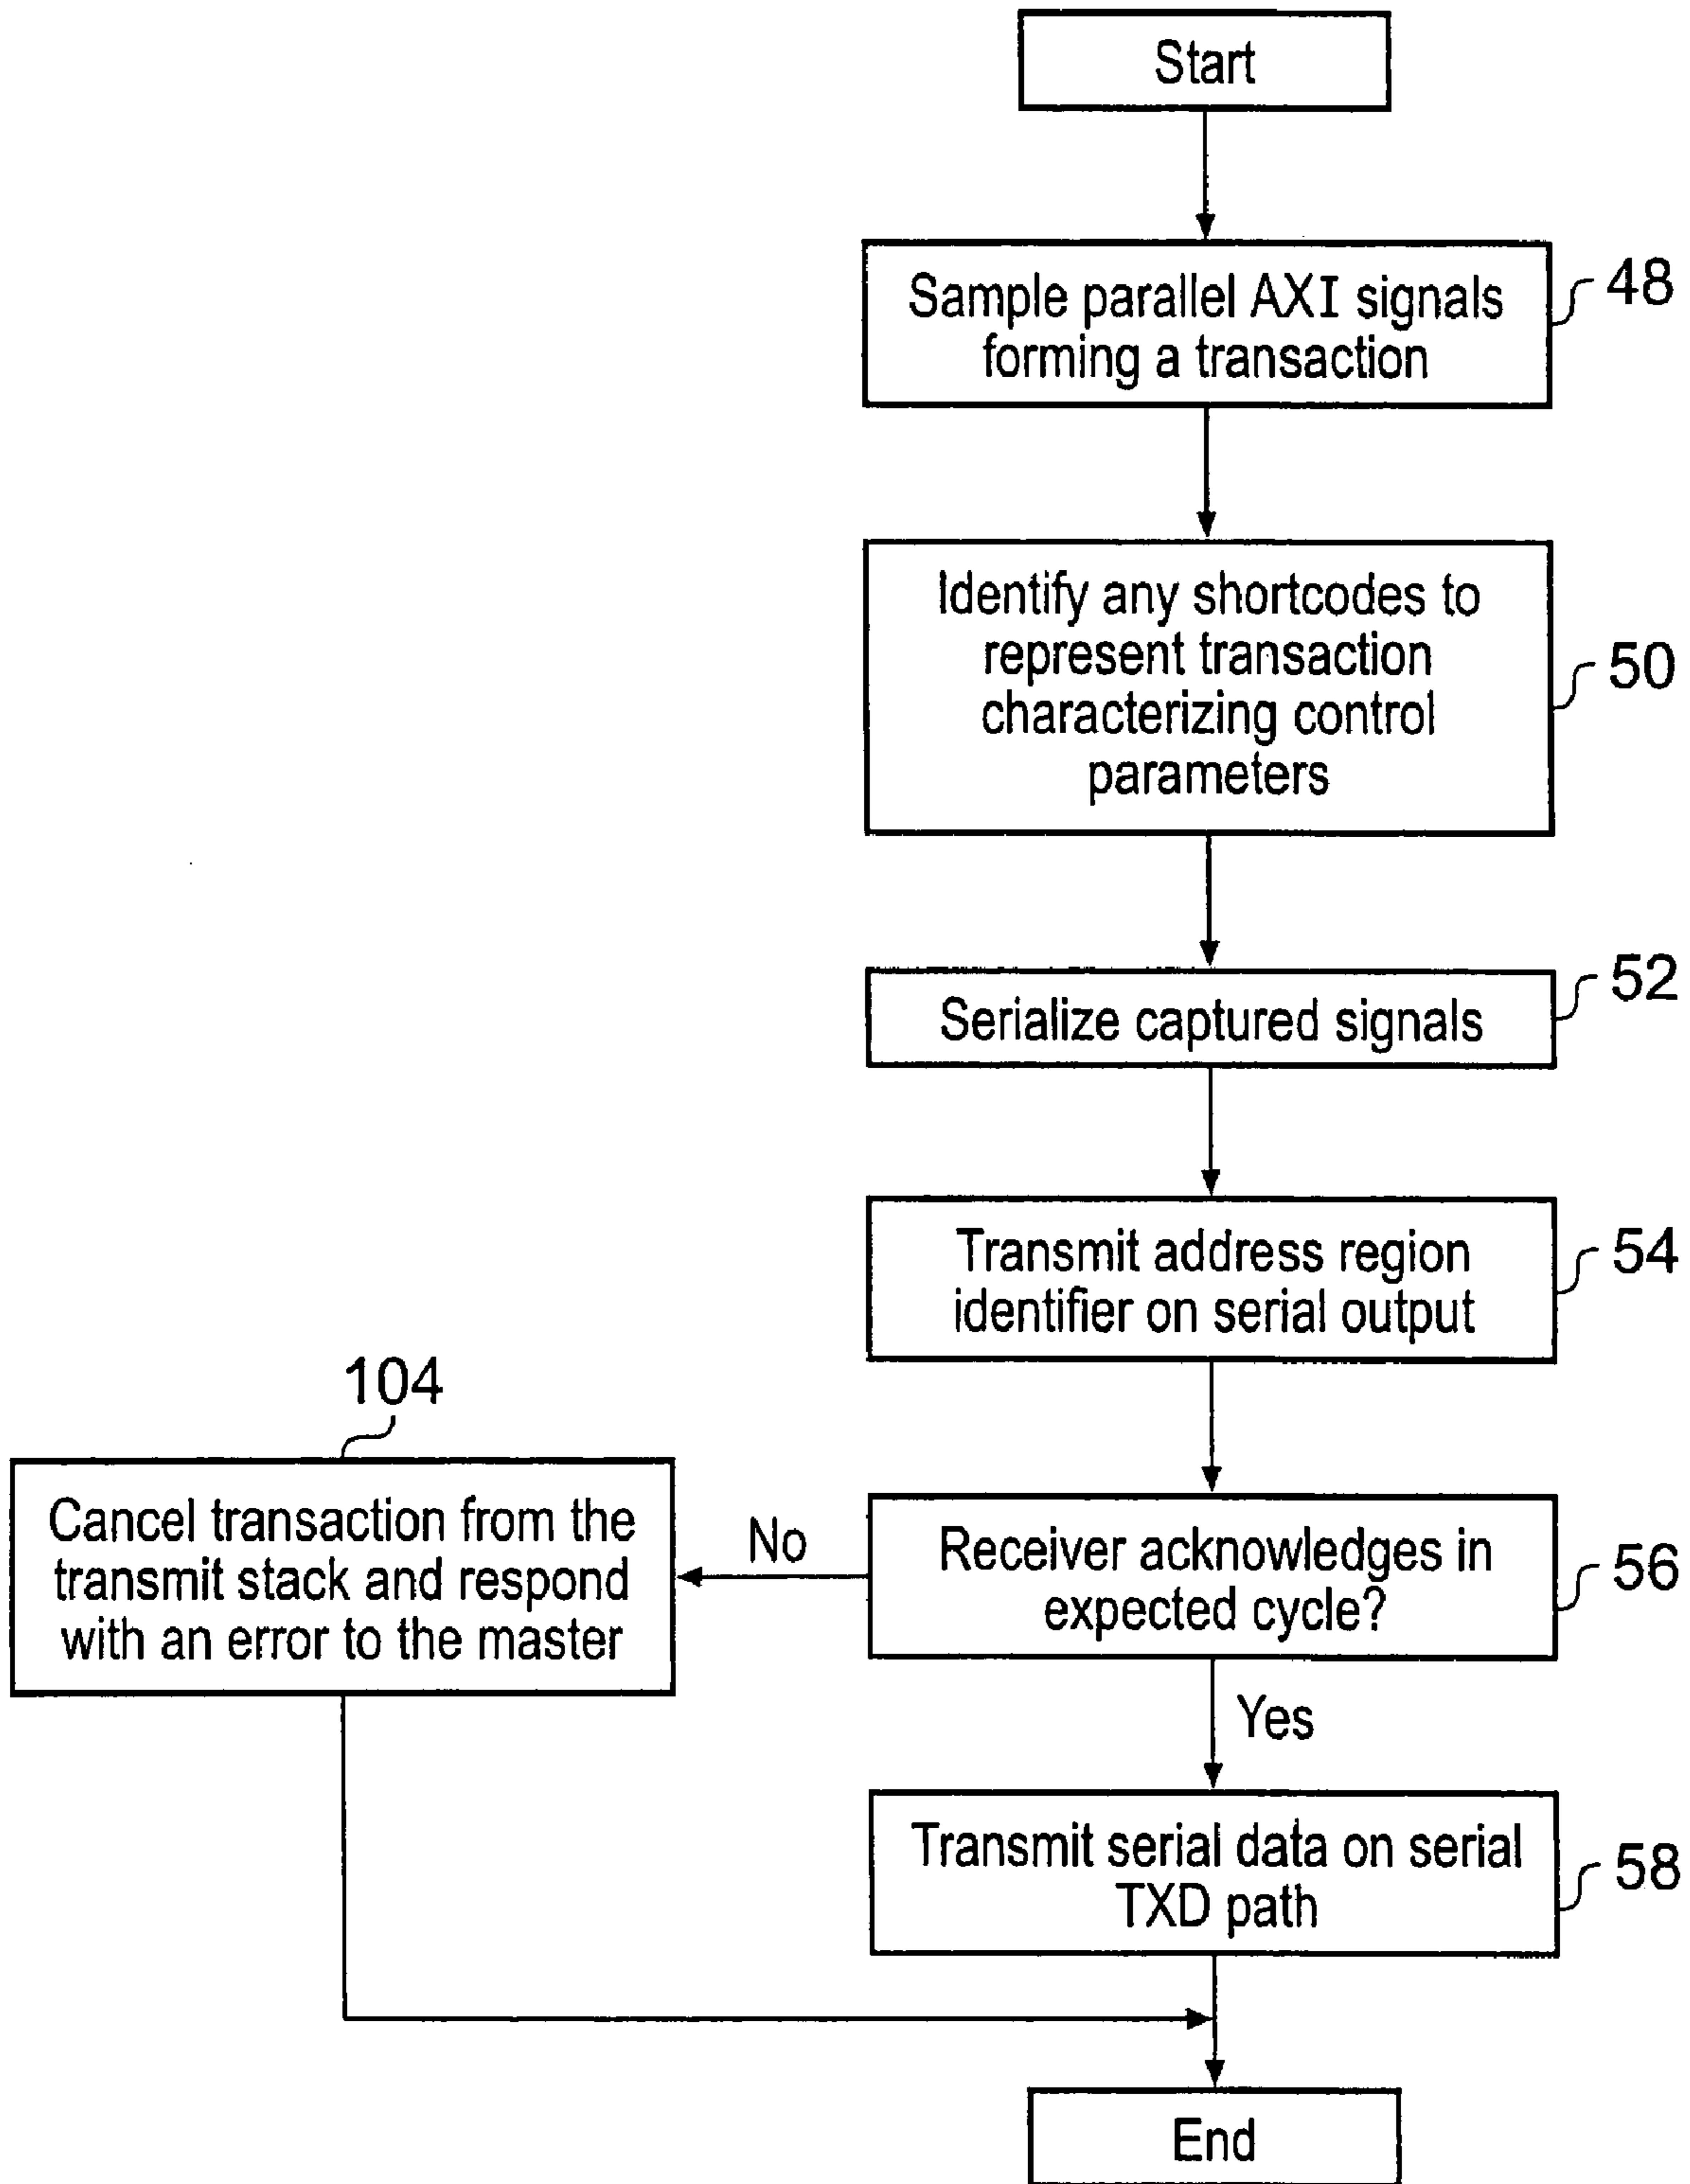 Start
Sample parallel AXI signals
forming a transaction
48
Identify any shortcodes to
represent transaction
characterizing control
parameters
50
Serialize captured signals
52
Transmit address region
identifier on serial output
54
Receiver acknowledges in
expected cycle?
56
No
104
Cancel transaction from the
transmit stack and respond
with an error to the master
Yes
Transmit serial data on serial
TXD path
58
End